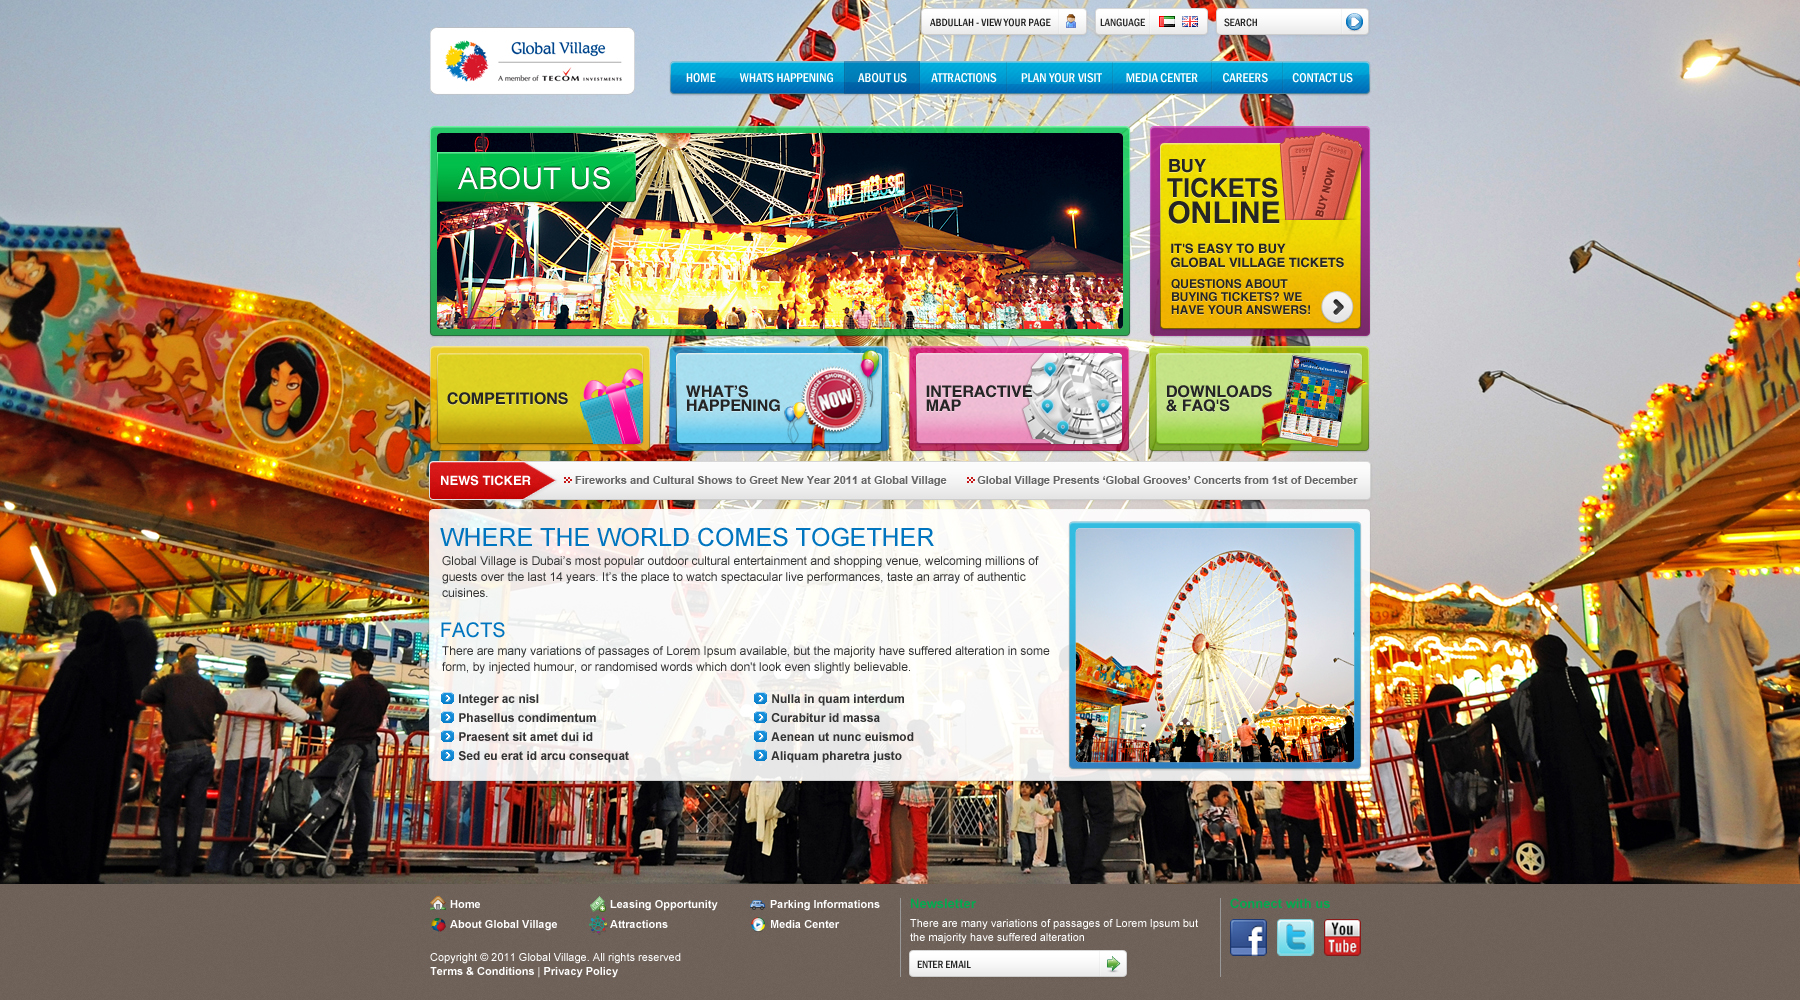 ABDULLAH - VIEW YOUR PAGE
LANGUAGE
SEARCH
Global Village
A member of TECOM INVESTMENTS
HOME
WHATS HAPPENING
ABOUT US
ATTRACTIONS
PLAN YOUR VISIT
MEDIA CENTER
CAREERS
CONTACT US
ABOUT US
WILD MOUSE
BUY
TICKETS
ONLINE
BUY NOW
IT'S EASY TO BUY
GLOBAL VILLAGE TICKETS
QUESTIONS ABOUT
BUYING TICKETS? WE
HAVE YOUR ANSWERS!
COMPETITIONS
WHAT'S
HAPPENING
NOW
INTERACTIVE
MAP
DOWNLOADS
& FAQ'S
NEWS TICKER
Fireworks and Cultural Shows to Greet New Year 2011 at Global Village
Global Village Presents ‘Global Grooves’ Concerts from 1st of December
WHERE THE WORLD COMES TOGETHER
Global Village is Dubai’s most popular outdoor cultural entertainment and shopping venue, welcoming millions of
guests over the last 14 years. It’s the place to watch spectacular live performances, taste an array of authentic
cuisines.
FACTS
There are many variations of passages of Lorem Ipsum available, but the majority have suffered alteration in some
form, by injected humour, or randomised words which don't look even slightly believable.
Integer ac nisl
Phasellus condimentum
Praesent sit amet dui id
Sed eu erat id arcu consequat
Nulla in quam interdum
Curabitur id massa
Aenean ut nunc euismod
Aliquam pharetra justo
DOLPH
Home
About Global Village
Leasing Opportunity
Attractions
Parking Informations
Media Center
Copyright © 2011 Global Village. All rights reserved
Terms & Conditions | Privacy Policy
Newsletter
There are many variations of passages of Lorem Ipsum but
the majority have suffered alteration
ENTER EMAIL
Connect with us
You
Tube